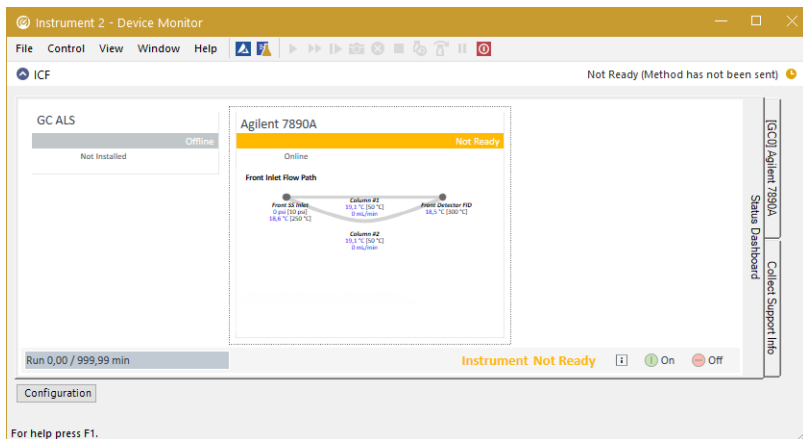 Instrument 2 - Device Monitor
File Control View Window Help
ICF
Not Ready (Method has not been sent)
GC ALS
Offline
Not Installed
Agilent 7890A
Not Ready
Online
Front Inlet Flow Path
Front SS Inlet
0 psi [10 psi]
18,6 °C [250 °C]
Column #1
19,1 °C [50 °C]
0 mL/min
Front Detector FID
18,5 °C [300 °C]
Column #2
19,1 °C [50 °C]
0 mL/min
Status Dashboard
[GC0] Agilent 7890A
Collect Support Info
Run 0,00 / 999,99 min
Instrument Not Ready
On
Off
Configuration
For help press F1.